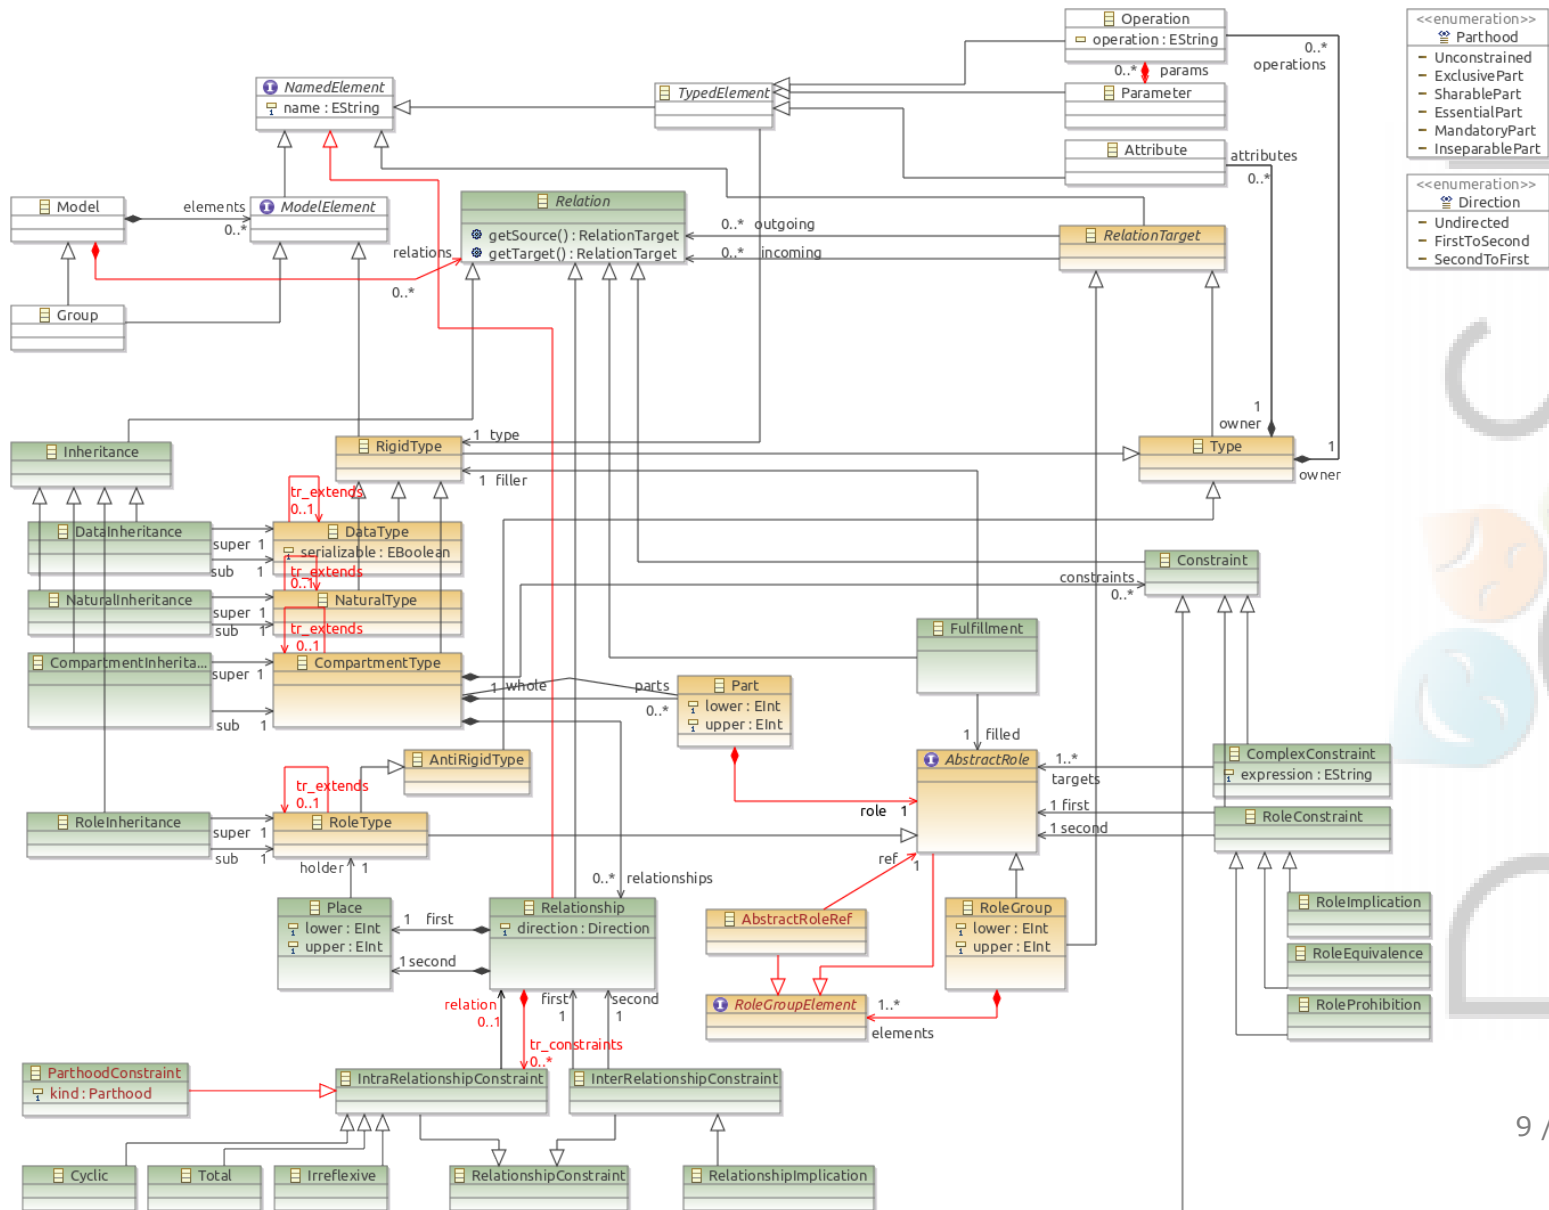 Operation
operation : EString
0..*
operations
<<enumeration>>
Parthood
Unconstrained
ExclusivePart
SharablePart
EssentialPart
MandatoryPart
InseparablePart
0..* params
NamedElement
name : EString
TypedElement
Parameter
Attribute
attributes
0..*
<<enumeration>>
Direction
Undirected
FirstToSecond
SecondToFirst
Model
elements
0..*
ModelElement
Relation
getSource() : RelationTarget
getTarget() : RelationTarget
0..* outgoing
0..* incoming
RelationTarget
relations
0..*
Group
1
owner
Inheritance
RigidType
1 type
1 filler
Type
1
owner
tr_extends
0..1
DataInheritance
super 1
sub 1
DataType
serializable : EBoolean
tr_extends
0..1
Constraint
constraints
0..*
NaturalInheritance
super 1
sub 1
NaturalType
tr_extends
0..1
Fulfillment
CompartmentInherita...
super 1
sub 1
CompartmentType
1 whole
parts
0..*
Part
lower : EInt
upper : EInt
1 filled
AntiRigidType
AbstractRole
1..*
targets
ComplexConstraint
expression : EString
tr_extends
0..1
role 1
1 first
1 second
RoleConstraint
RoleInheritance
super 1
sub 1
RoleType
holder 1
ref
1
0..* relationships
Place
lower : EInt
upper : EInt
1 first
1 second
Relationship
direction : Direction
AbstractRoleRef
RoleGroup
lower : EInt
upper : EInt
RoleImplication
RoleEquivalence
RoleProhibition
relation
0..1
first
1
second
1
RoleGroupElement
1..*
elements
tr_constraints
0..*
ParthoodConstraint
kind : Parthood
IntraRelationshipConstraint
InterRelationshipConstraint
9 /
Cyclic
Total
Irreflexive
RelationshipConstraint
RelationshipImplication